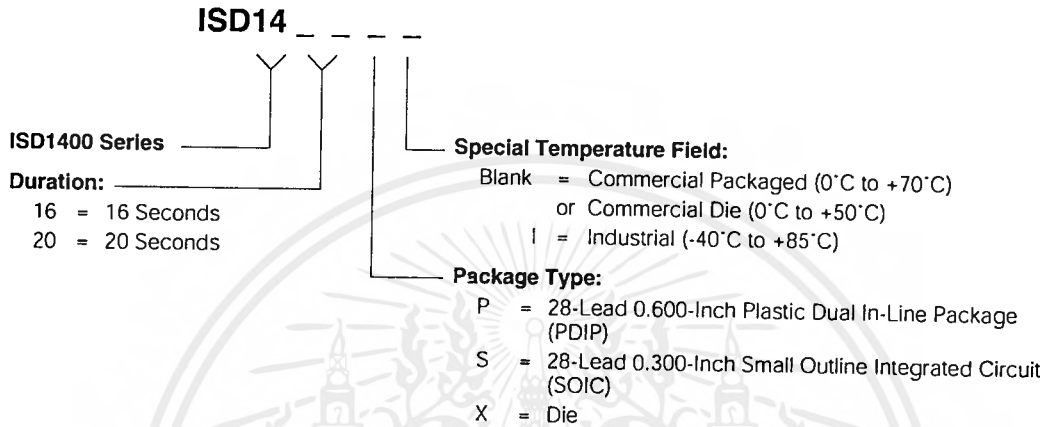 ISD14 _ _ _ _
ISD1400 Series
Duration:
16 = 16 Seconds
20 = 20 Seconds
Special Temperature Field:
Blank = Commercial Packaged (0°C to +70°C)
or Commercial Die (0°C to +50°C)
I = Industrial (-40°C to +85°C)
Package Type:
P = 28-Lead 0.600-Inch Plastic Dual In-Line Package
(PDIP)
S = 28-Lead 0.300-Inch Small Outline Integrated Circuit
(SOIC)
X = Die